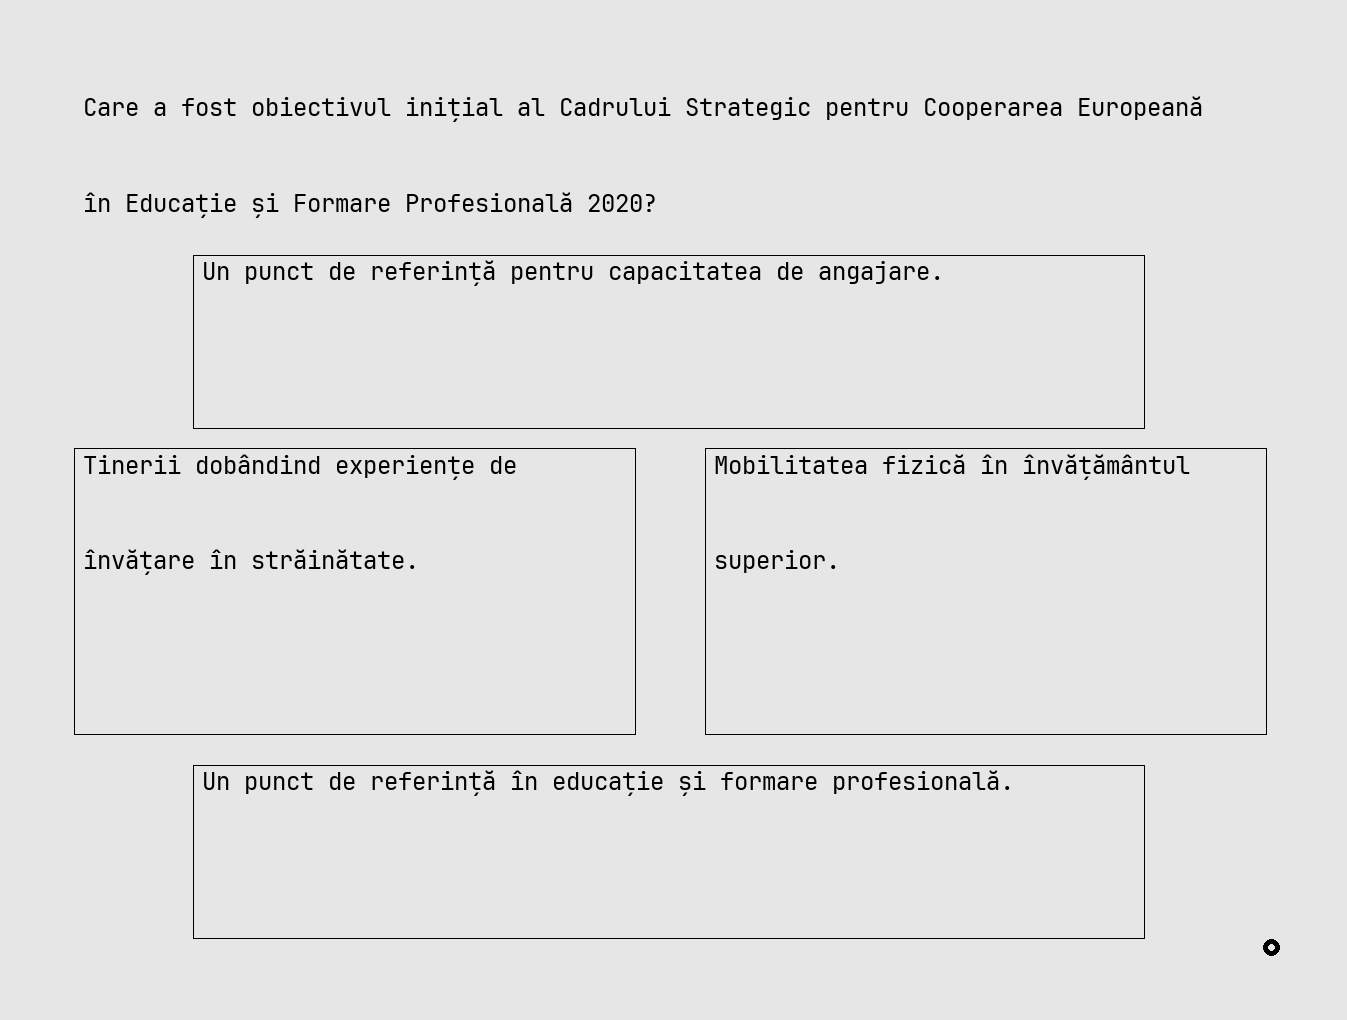 Care a fost obiectivul inițial al Cadrului Strategic pentru Cooperarea Europeană
în Educație și Formare Profesională 2020?
Un punct de referință pentru capacitatea de angajare.
Tinerii dobândind experiențe de
învățare în străinătate.
Mobilitatea fizică în învățământul
superior.
Un punct de referință în educație și formare profesională.